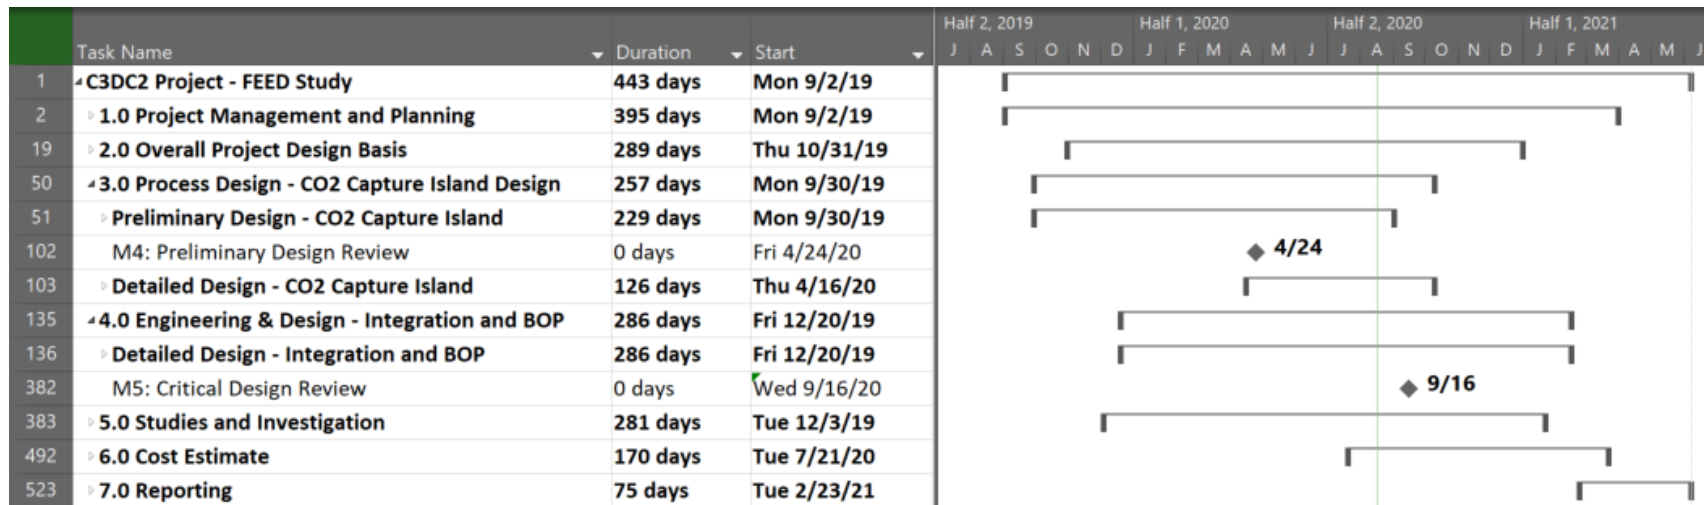 Half 2, 2019 Half 1, 2020 Half 2, 2020 Half 1, 2021
Task Name Duration Start J A S O N D J F M A M J J A S O N D J F M A M J
1 C3DC2 Project - FEED Study 443 days Mon 9/2/19
2 1.0 Project Management and Planning 395 days Mon 9/2/19
19 2.0 Overall Project Design Basis 289 days Thu 10/31/19
50 3.0 Process Design - CO2 Capture Island Design 257 days Mon 9/30/19
51 Preliminary Design - CO2 Capture Island 229 days Mon 9/30/19
102 M4: Preliminary Design Review 0 days Fri 4/24/20 4/24
103 Detailed Design - CO2 Capture Island 126 days Thu 4/16/20
135 4.0 Engineering & Design - Integration and BOP 286 days Fri 12/20/19
136 Detailed Design - Integration and BOP 286 days Fri 12/20/19
382 M5: Critical Design Review 0 days Wed 9/16/20 9/16
383 5.0 Studies and Investigation 281 days Tue 12/3/19
492 6.0 Cost Estimate 170 days Tue 7/21/20
523 7.0 Reporting 75 days Tue 2/23/21